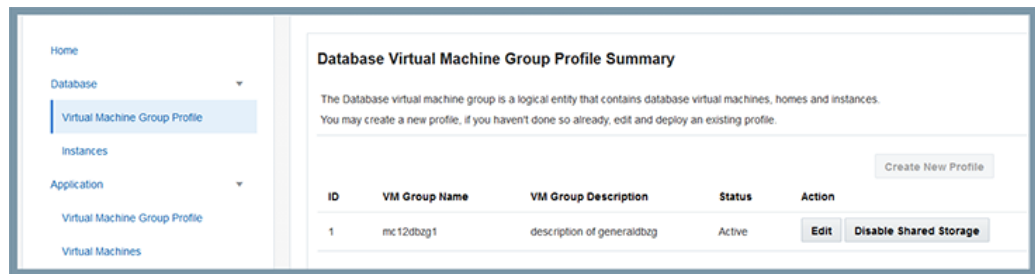 Home
Database
Virtual Machine Group Profile
Instances
Application
Virtual Machine Group Profile
Virtual Machines
Database Virtual Machine Group Profile Summary
The Database virtual machine group is a logical entity that contains database virtual machines, homes and instances.
You may create a new profile, if you haven't done so already, edit and deploy an existing profile.
Create New Profile
ID VM Group Name VM Group Description Status Action
1 mc12dbzg1 description of generaldbzg Active Edit Disable Shared Storage